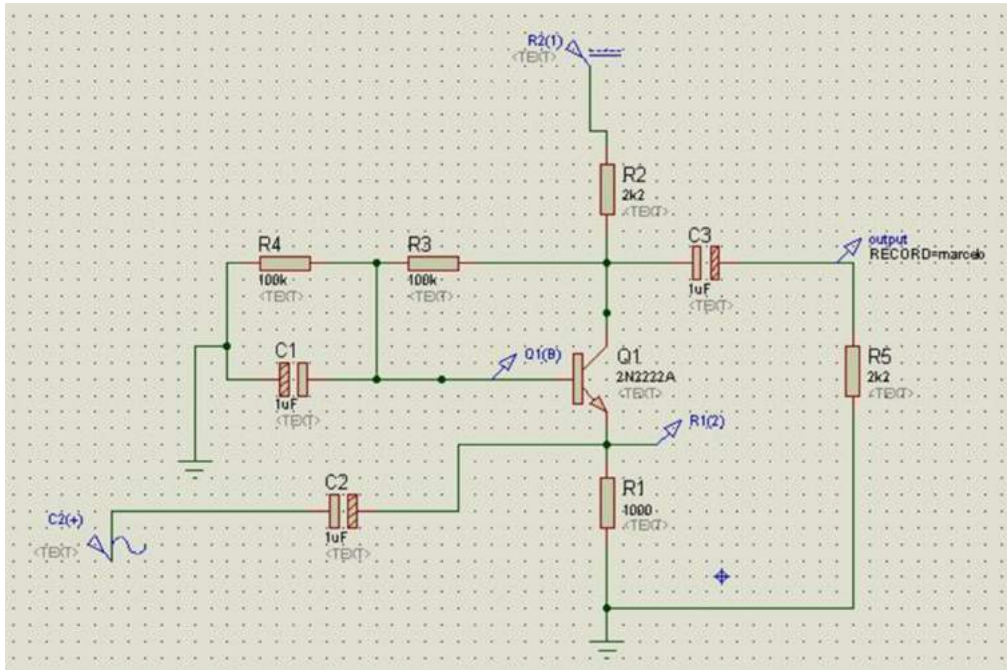 R2(1)
<TEXT>
R2
2k2
<TEXT>
R4
100k
<TEXT>
R3
100k
<TEXT>
C3
1uF
<TEXT>
output
RECORD=marcelo
C1
1uF
<TEXT>
Q1(B)
Q1
2N2222A
<TEXT>
R5
2k2
<TEXT>
R1(2)
C2
1uF
<TEXT>
R1
1000
<TEXT>
C2(+)
<TEXT>